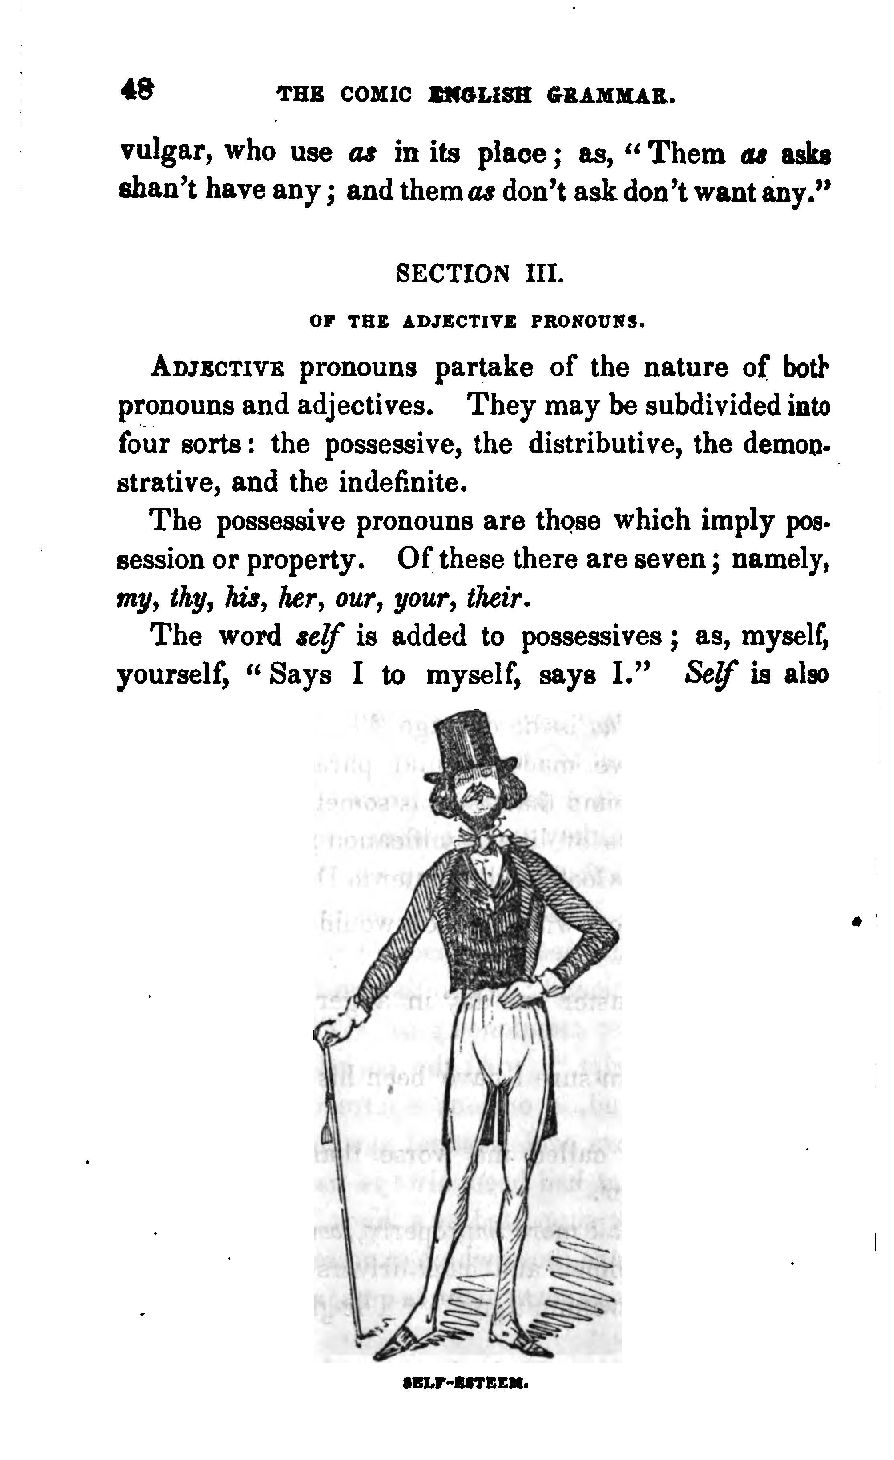 48 THE COMIC ENGLISH GRAMMAR.
vulgar, who use as in its place; as, “Them as asks
shan’t have any; and them as don’t ask don’t want any.”
SECTION III.
OF THE ADJECTIVE PRONOUNS.
ADJECTIVE pronouns partake of the nature of both
pronouns and adjectives. They may be subdivided into
four sorts: the possessive, the distributive, the demon-
strative, and the indefinite.
The possessive pronouns are those which imply pos-
session or property. Of these there are seven; namely,
my, thy, his, her, our, your, their.
The word self is added to possessives; as, myself,
yourself, “Says I to myself, says I.” Self is also
SELF-ESTEEM.